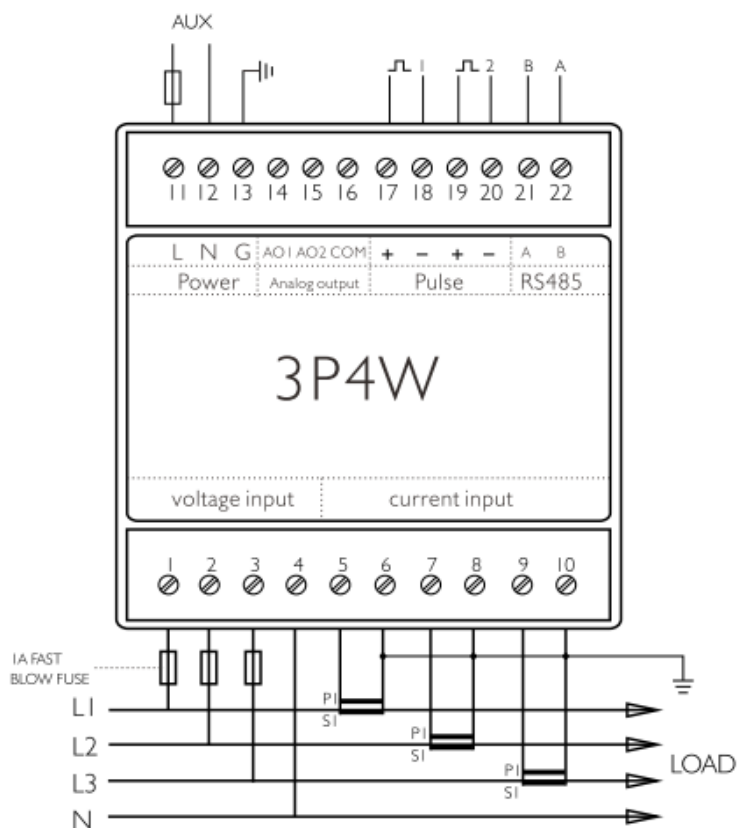 AUX
1 2 B A
11 12 13 14 15 16 17 18 19 20 21 22
L N G AO1 AO2 COM + - + - A B
Power Analog output Pulse RS485
3P4W
voltage input current input
1 2 3 4 5 6 7 8 9 10
1A FAST
BLOW FUSE
L1 P1
S1
L2 P1
S1
L3 P1
S1
LOAD
N